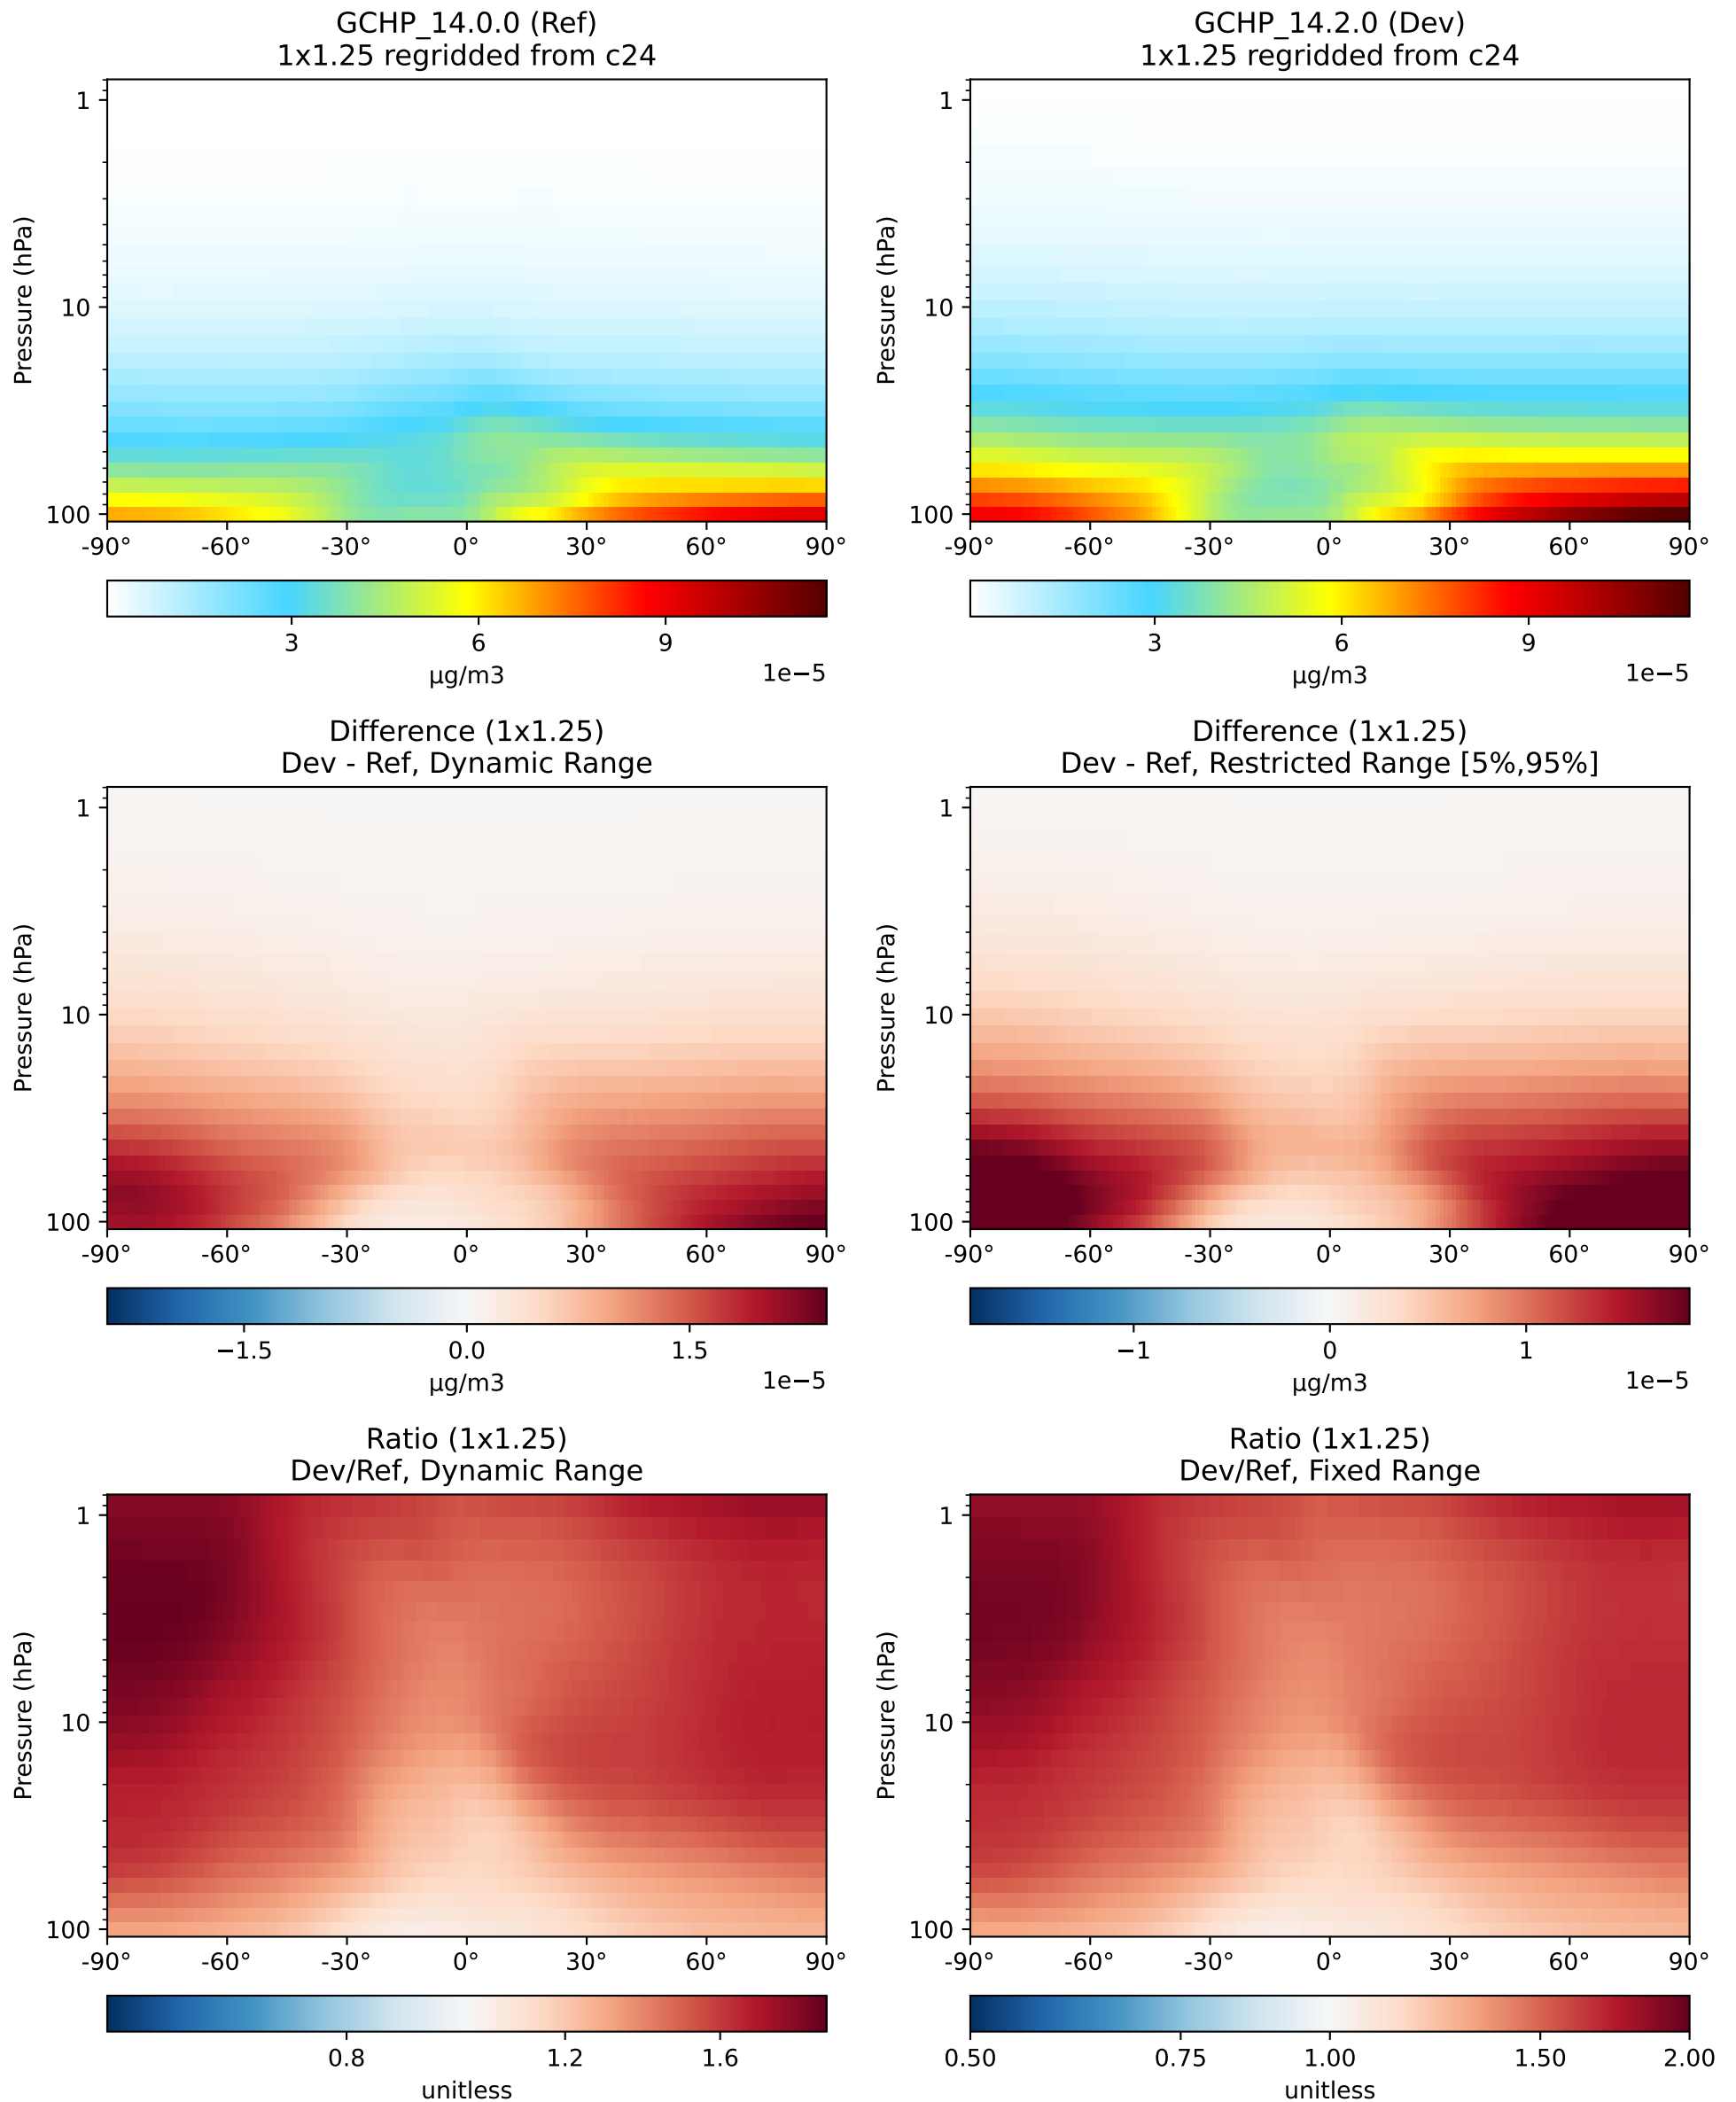 GCHP_14.0.0 (Ref)
1x1.25 regridded from c24
Pressure (hPa)
1
10
100
-90° -60° -30° 0° 30° 60° 90°
3 6 9
1e−5
µg/m3
GCHP_14.2.0 (Dev)
1x1.25 regridded from c24
Pressure (hPa)
1
10
100
-90° -60° -30° 0° 30° 60° 90°
3 6 9
1e−5
µg/m3
Difference (1x1.25)
Dev - Ref, Dynamic Range
Pressure (hPa)
1
10
100
-90° -60° -30° 0° 30° 60° 90°
−1.5 0.0 1.5
1e−5
µg/m3
Difference (1x1.25)
Dev - Ref, Restricted Range [5%,95%]
Pressure (hPa)
1
10
100
-90° -60° -30° 0° 30° 60° 90°
−1 0 1
1e−5
µg/m3
Ratio (1x1.25)
Dev/Ref, Dynamic Range
Pressure (hPa)
1
10
100
-90° -60° -30° 0° 30° 60° 90°
0.8 1.2 1.6
unitless
Ratio (1x1.25)
Dev/Ref, Fixed Range
Pressure (hPa)
1
10
100
-90° -60° -30° 0° 30° 60° 90°
0.50 0.75 1.00 1.50 2.00
unitless